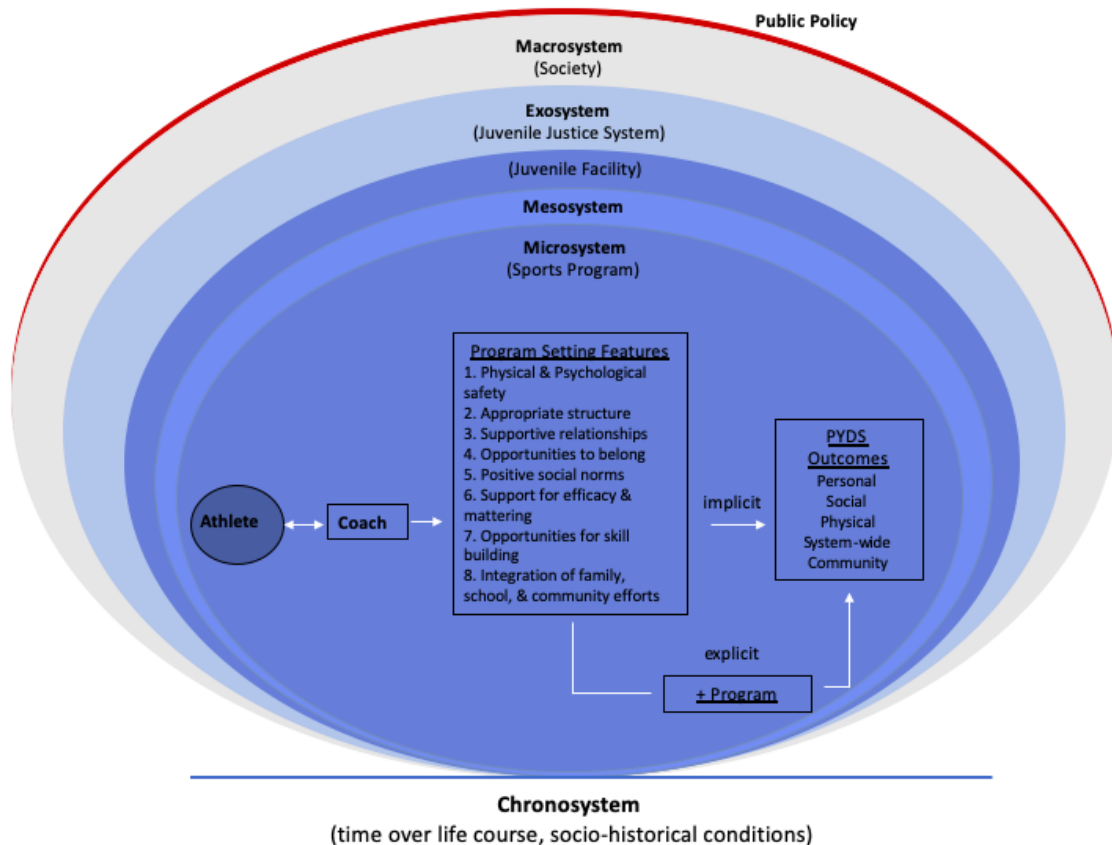 Public Policy
Macrosystem
(Society)
Exosystem
(Juvenile Justice System)
(Juvenile Facility)
Mesosystem
Microsystem
(Sports Program)
Program Setting Features
1. Physical & Psychological
safety
2. Appropriate structure
3. Supportive relationships
4. Opportunities to belong
5. Positive social norms
6. Support for efficacy &
mattering
7. Opportunities for skill
building
8. Integration of family,
school, & community efforts
Athlete
Coach
implicit
PYDS
Outcomes
Personal
Social
Physical
System-wide
Community
explicit
+ Program
Chronosystem
(time over life course, socio-historical conditions)